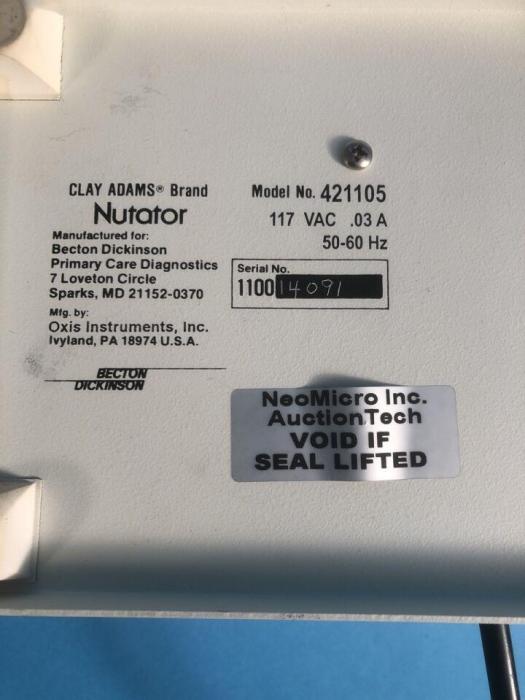 CLAY ADAMS® Brand
Nutator
Manufactured for:
Becton Dickinson
Primary Care Diagnostics
7 Loveton Circle
Sparks, MD 21152-0370
Mfg. by:
Oxis Instruments, Inc.
Ivyland, PA 18974 U.S.A.
BECTON
DICKINSON
Model No. 421105
117 VAC .03 A
50-60 Hz
Serial No.
110014091
NeoMicro Inc.
AuctionTech
VOID IF
SEAL LIFTED